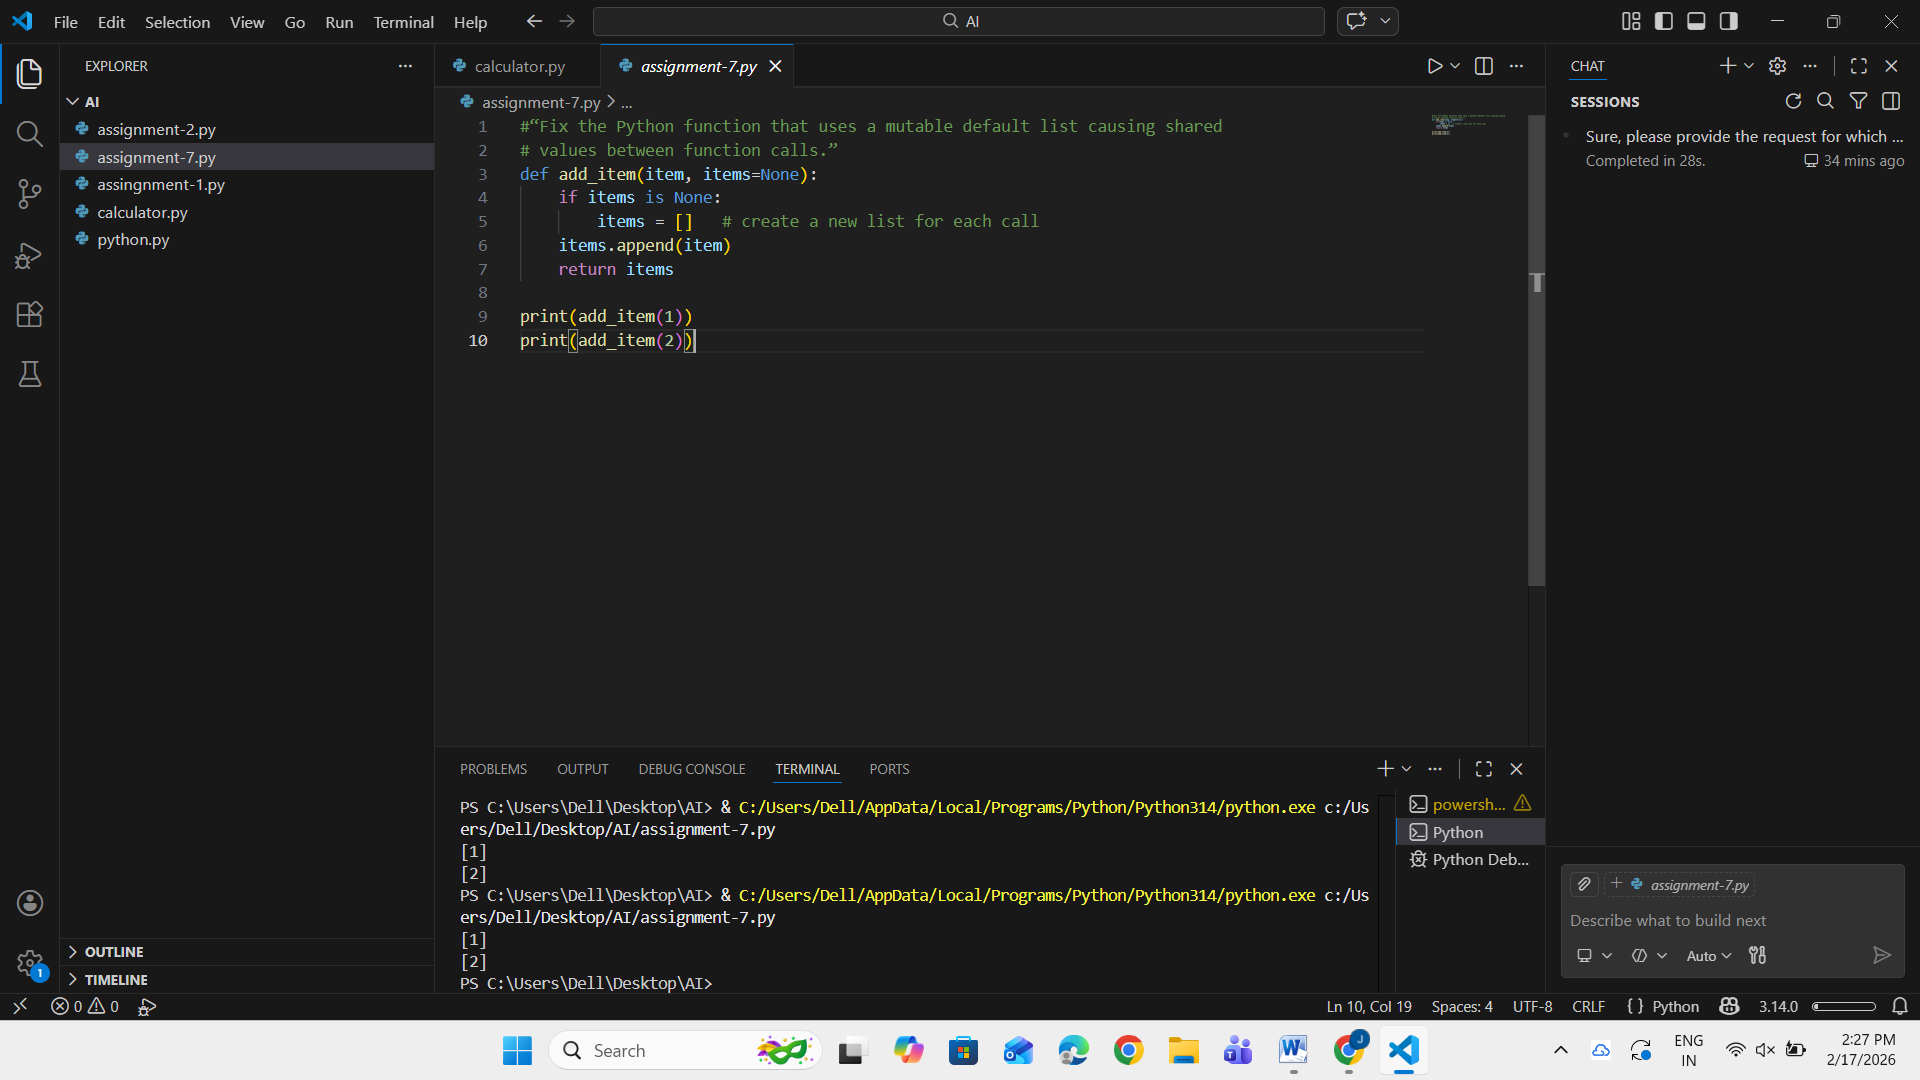 File Edit Selection View Go Run Terminal Help
AI
EXPLORER
AI
assignment-2.py
assignment-7.py
assingnment-1.py
calculator.py
python.py
OUTLINE
TIMELINE
calculator.py
assignment-7.py
assignment-7.py > ...
1 #“Fix the Python function that uses a mutable default list causing shared
2 # values between function calls.”
3 def add_item(item, items=None):
4 if items is None:
5 items = [] # create a new list for each call
6 items.append(item)
7 return items
8
9 print(add_item(1))
10 print(add_item(2))
PROBLEMS OUTPUT DEBUG CONSOLE TERMINAL PORTS
PS C:\Users\Dell\Desktop\AI> & C:/Users/Dell/AppData/Local/Programs/Python/Python314/python.exe c:/Us
ers/Dell/Desktop/AI/assignment-7.py
[1]
[2]
PS C:\Users\Dell\Desktop\AI> & C:/Users/Dell/AppData/Local/Programs/Python/Python314/python.exe c:/Us
ers/Dell/Desktop/AI/assignment-7.py
[1]
[2]
PS C:\Users\Dell\Desktop\AI>
powersh...
Python
Python Deb...
CHAT
SESSIONS
Sure, please provide the request for which ...
Completed in 28s. 34 mins ago
assignment-7.py
Describe what to build next
Auto
1
0 0
Ln 10, Col 19 Spaces: 4 UTF-8 CRLF {} Python 3.14.0
Search
J
ENG
IN
2:27 PM
2/17/2026